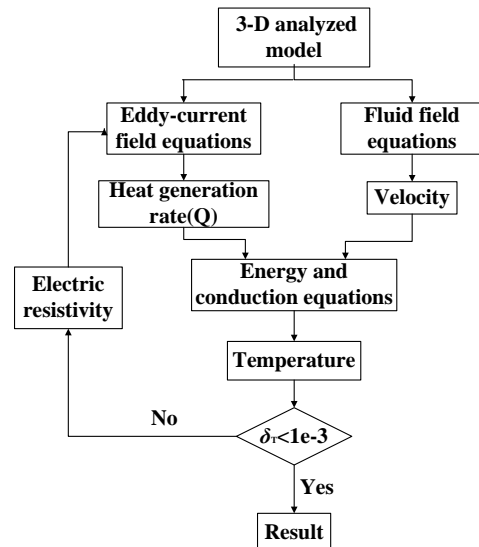 3-D analyzed
model
Eddy-current
field equations
Fluid field
equations
Heat generation
rate(Q)
Velocity
Energy and
conduction equations
Electric
resistivity
Temperature
No
δT<1e-3
Yes
Result